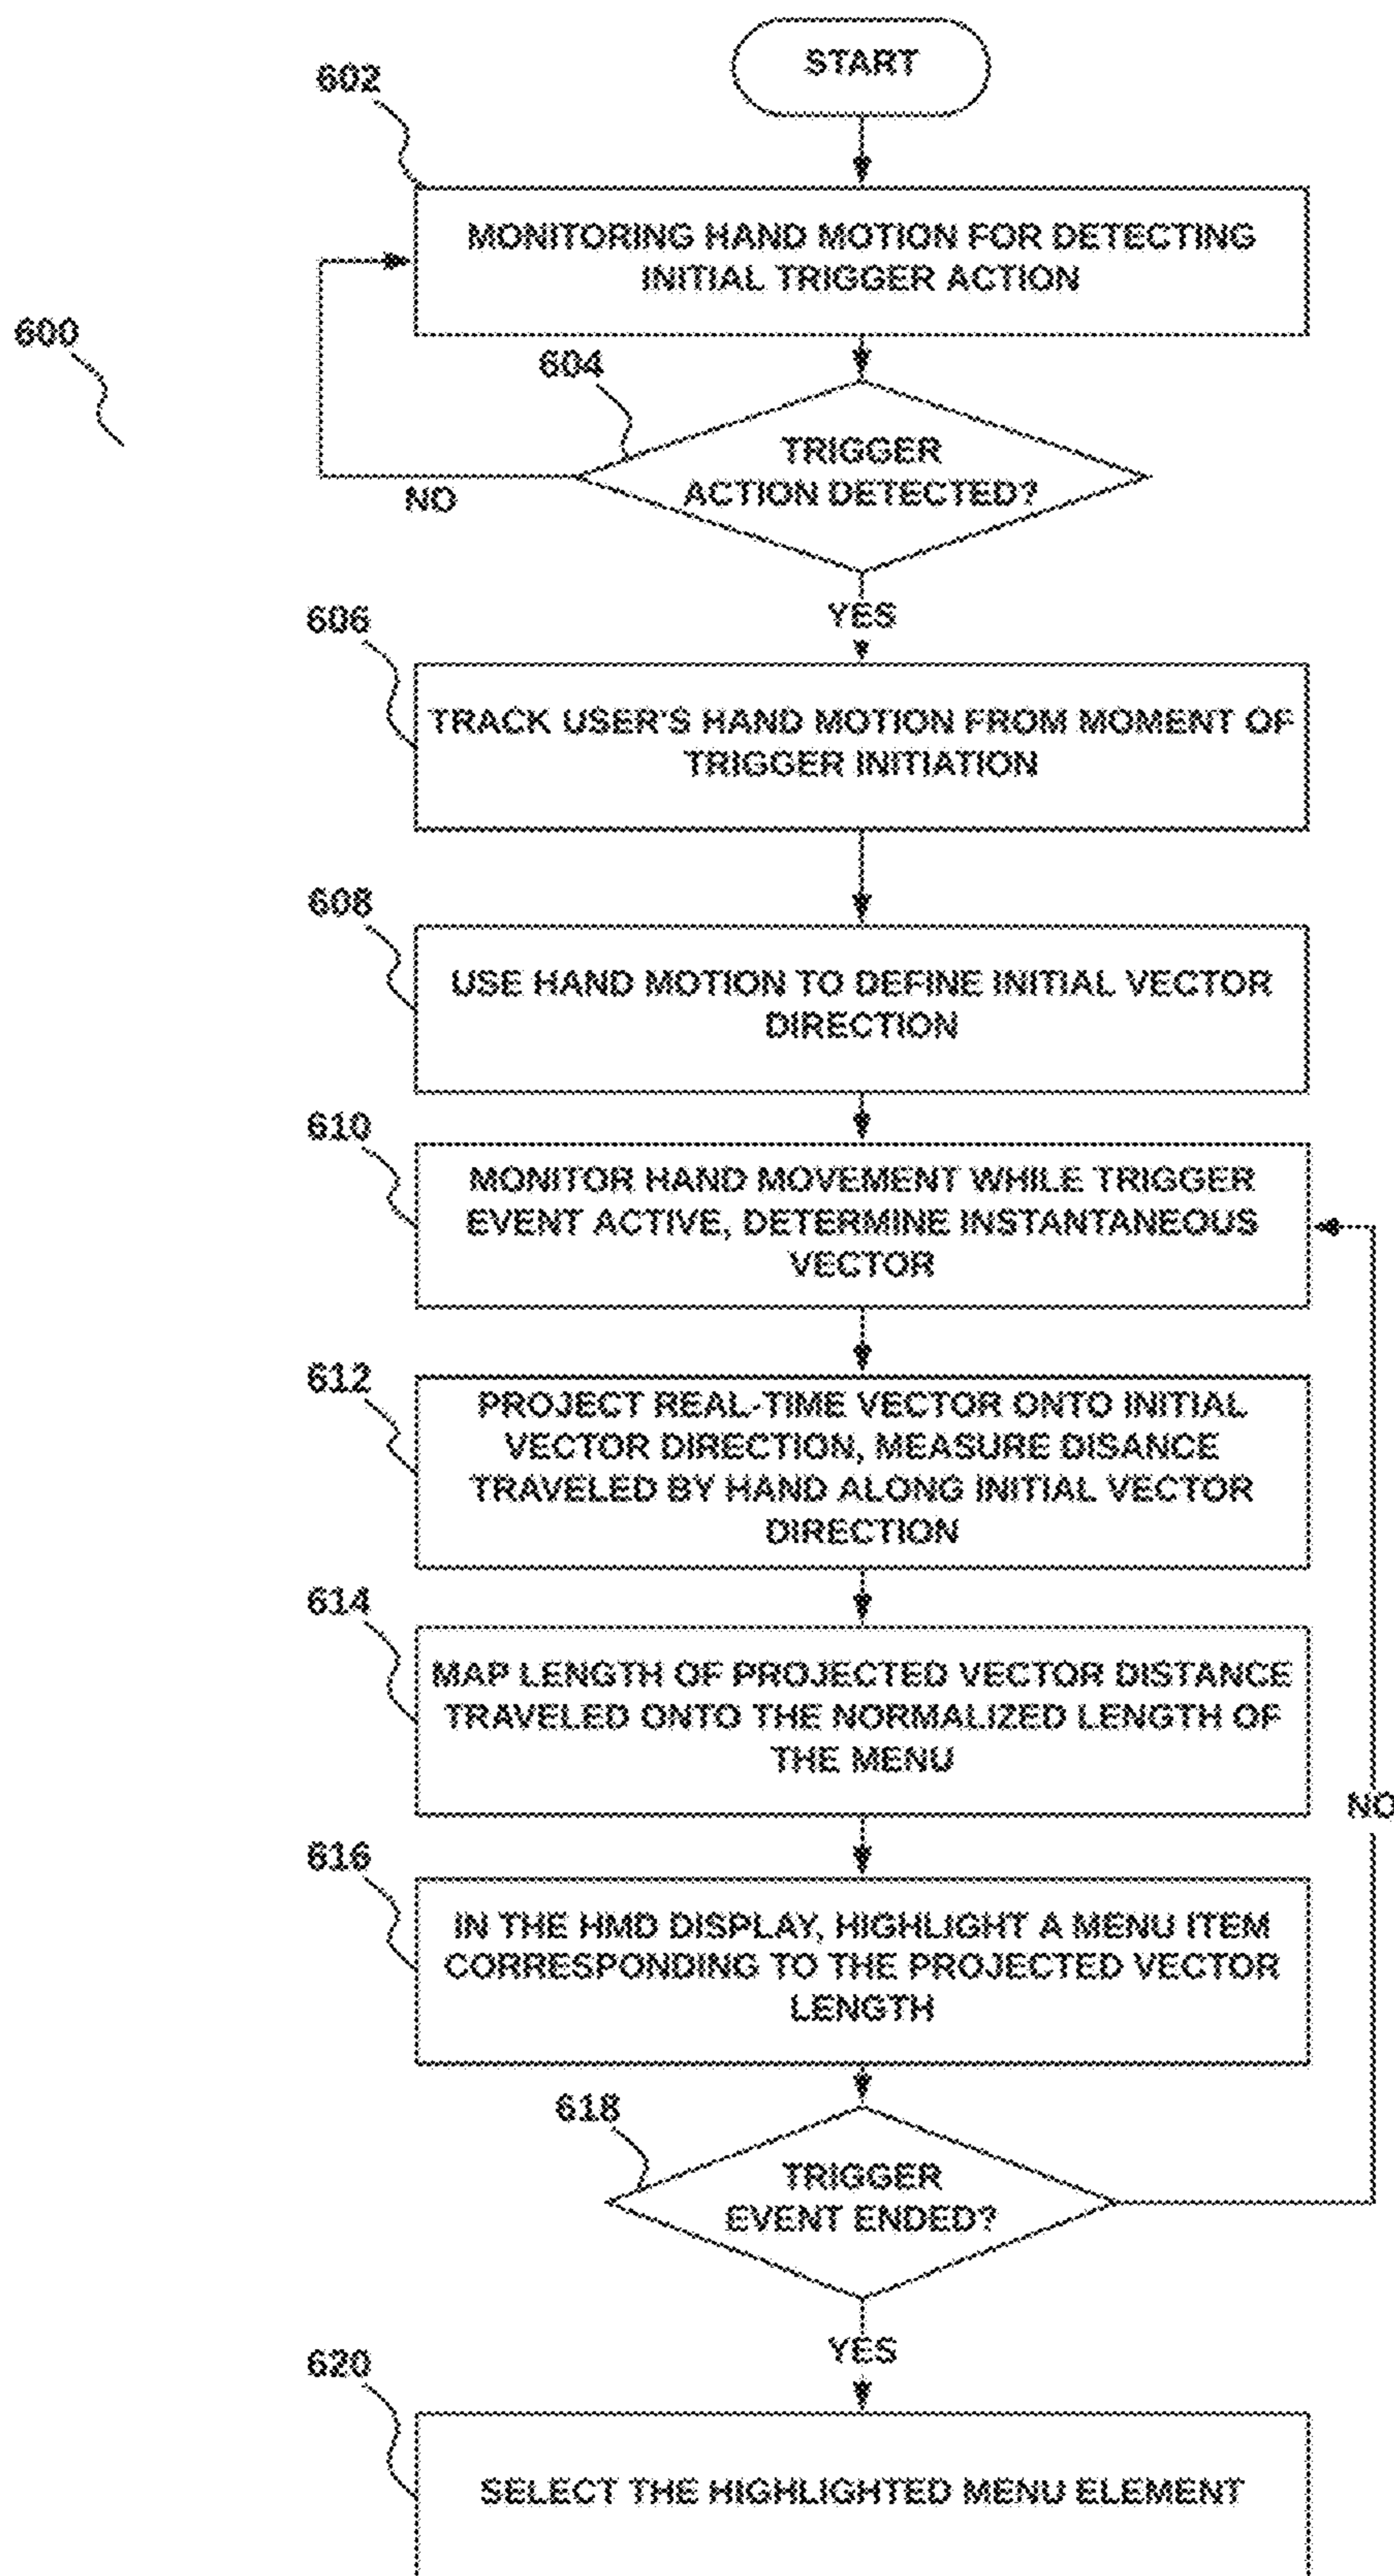 START
602
MONITORING HAND MOTION FOR DETECTING
INITIAL TRIGGER ACTION
600
604
TRIGGER
ACTION DETECTED?
NO
YES
606
TRACK USER'S HAND MOTION FROM MOMENT OF
TRIGGER INITIATION
608
USE HAND MOTION TO DEFINE INITIAL VECTOR
DIRECTION
610
MONITOR HAND MOVEMENT WHILE TRIGGER
EVENT ACTIVE, DETERMINE INSTANTANEOUS
VECTOR
612
PROJECT REAL-TIME VECTOR ONTO INITIAL
VECTOR DIRECTION, MEASURE DISANCE
TRAVELED BY HAND ALONG INITIAL VECTOR
DIRECTION
614
MAP LENGTH OF PROJECTED VECTOR DISTANCE
TRAVELED ONTO THE NORMALIZED LENGTH OF
THE MENU
NO
616
IN THE HMD DISPLAY, HIGHLIGHT A MENU ITEM
CORRESPONDING TO THE PROJECTED VECTOR
LENGTH
618
TRIGGER
EVENT ENDED?
YES
620
SELECT THE HIGHLIGHTED MENU ELEMENT